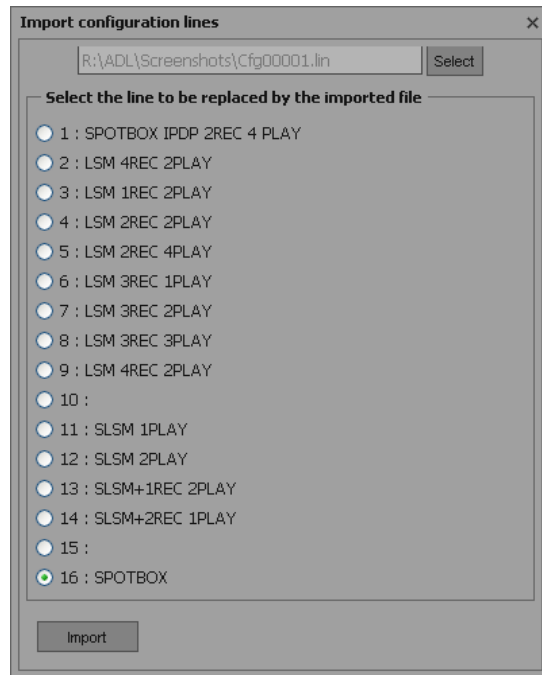 Import configuration lines
R:\ADL\Screenshots\Cfg00001.lin Select
Select the line to be replaced by the imported file
1 : SPOTBOX IPDP 2REC 4 PLAY
2 : LSM 4REC 2PLAY
3 : LSM 1REC 2PLAY
4 : LSM 2REC 2PLAY
5 : LSM 2REC 4PLAY
6 : LSM 3REC 1PLAY
7 : LSM 3REC 2PLAY
8 : LSM 3REC 3PLAY
9 : LSM 4REC 2PLAY
10 :
11 : SLSM 1PLAY
12 : SLSM 2PLAY
13 : SLSM+1REC 2PLAY
14 : SLSM+2REC 1PLAY
15 :
16 : SPOTBOX
Import